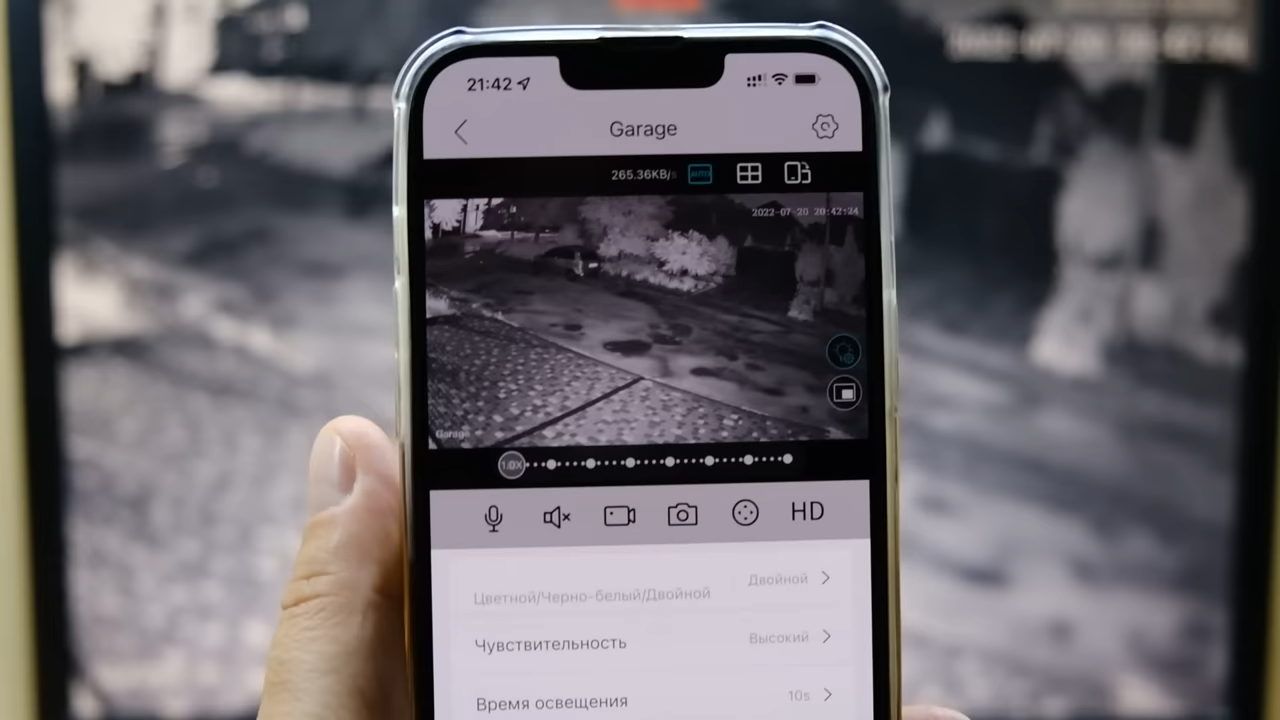 21:42
Garage
265.36KB/s
AUTO
2022-07-20 20:42:24
Garage
1.0X
HD
Двойной
Цветной/Черно-белый/Двойной
Чувствительность Высокий
Время освещения 10s